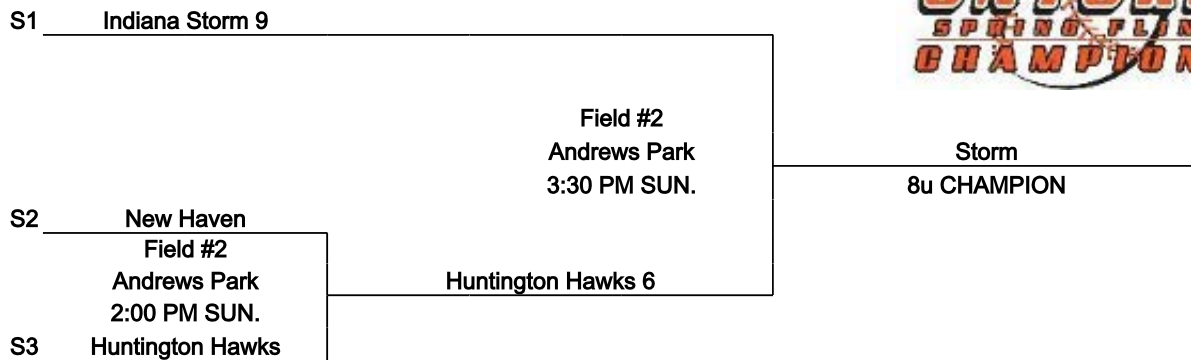 S1 Indiana Storm 9
SPRING
Field #2
Andrews Park
3:30 PM SUN.
Storm
8u CHAMPION
S2 New Haven
Field #2
Andrews Park
2:00 PM SUN.
Huntington Hawks 6
S3 Huntington Hawks